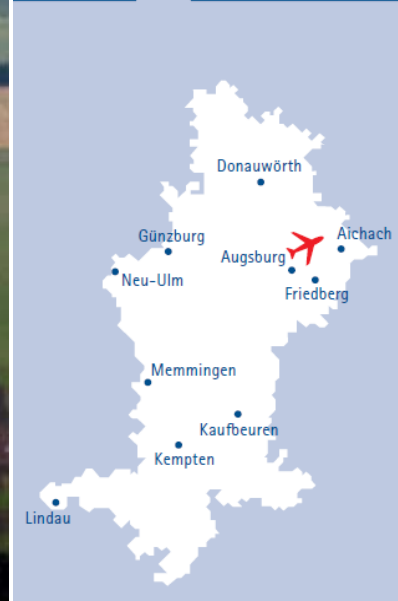 Donauwörth
Aichach
Günzburg
Augsburg
Neu-Ulm
Friedberg
Memmingen
Kaufbeuren
Kempten
Lindau